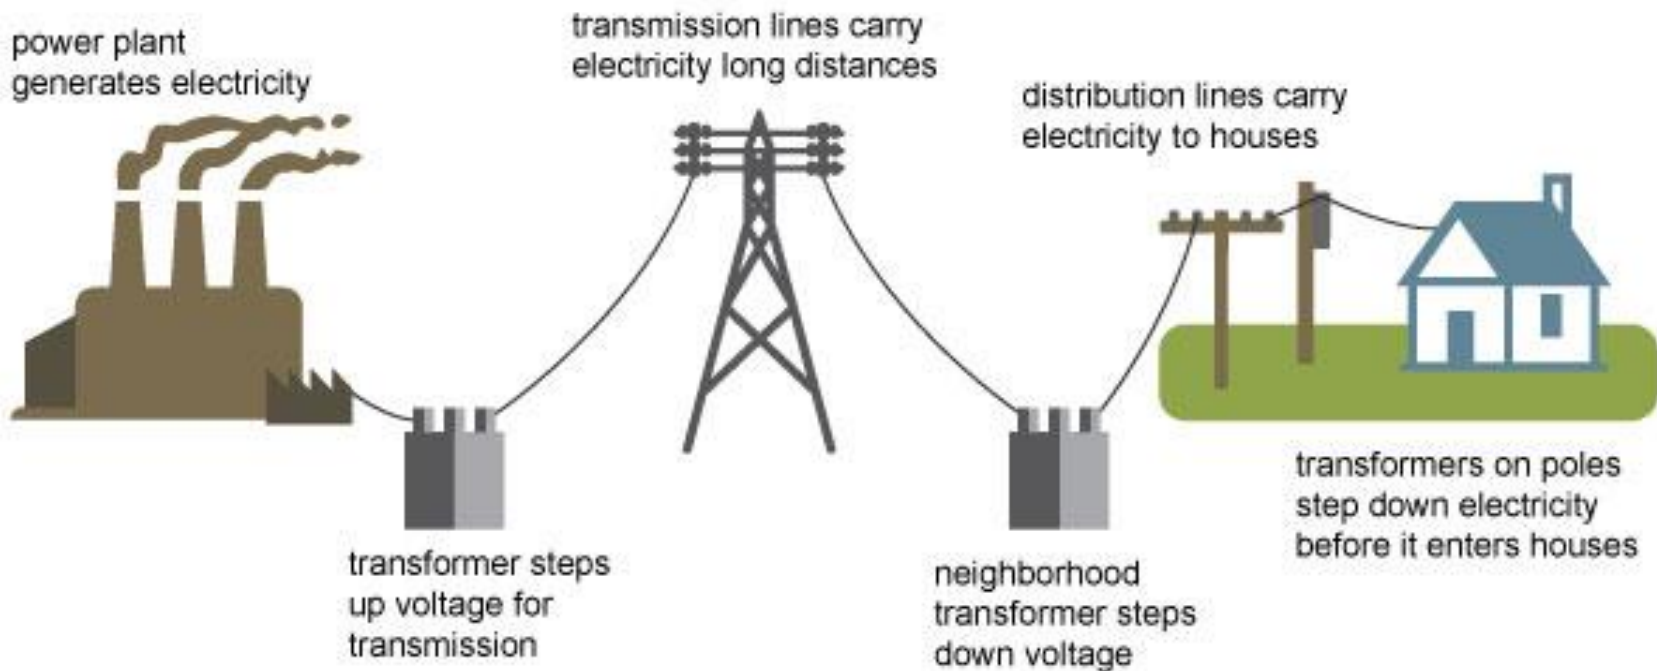 power plant
generates electricity
transmission lines carry
electricity long distances
distribution lines carry
electricity to houses
transformer steps
up voltage for
transmission
neighborhood
transformer steps
down voltage
transformers on poles
step down electricity
before it enters houses